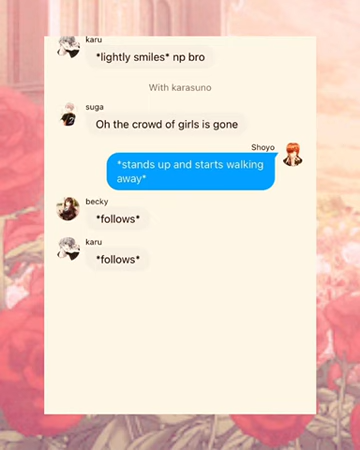 karu
*lightly smiles* np bro
With karasuno
suga
Oh the crowd of girls is gone
Shoyo
*stands up and starts walking
away*
becky
*follows*
karu
*follows*